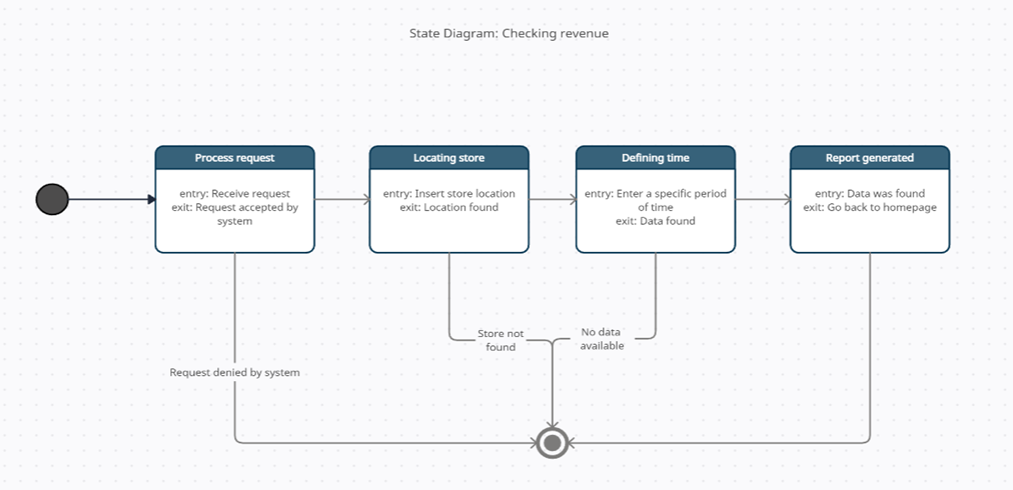 State Diagram: Checking revenue
Process request
entry: Receive request
exit: Request accepted by
system
Locating store
entry: Insert store location
exit: Location found
Defining time
entry: Enter a specific period
of time
exit: Data found
Report generated
entry: Data was found
exit: Go back to homepage
Store not
found
No data
available
Request denied by system